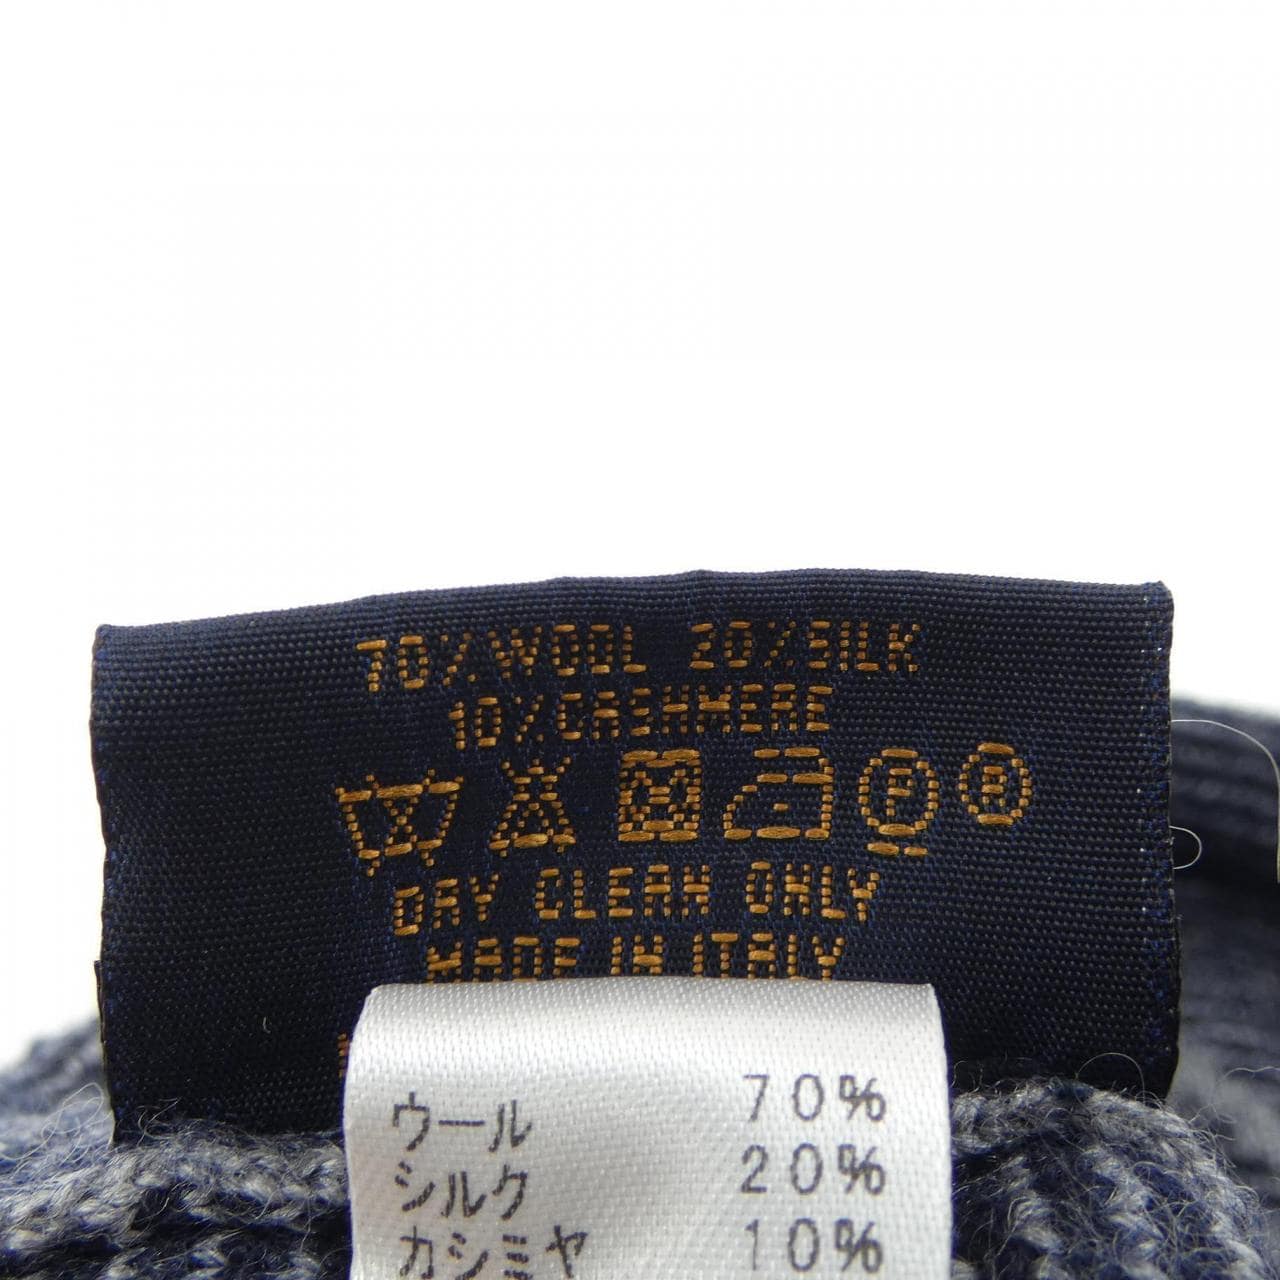 70%WOOL 20%SILK
10%CASHMERE
P R
DRY CLEAN ONLY
MADE IN ITALY
ウール 70%
シルク 20%
カシミヤ 10%